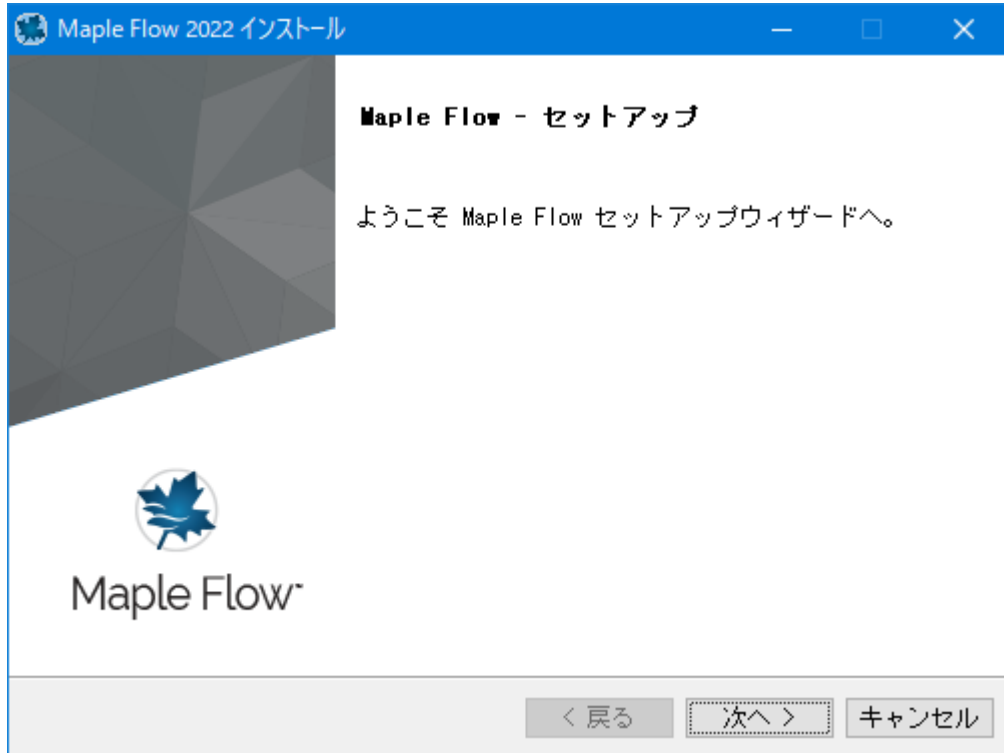 Maple Flow 2022 インストール
Maple Flow - セットアップ
ようこそ Maple Flow セットアップウィザードへ。
Maple Flow™
< 戻る
次へ >
キャンセル